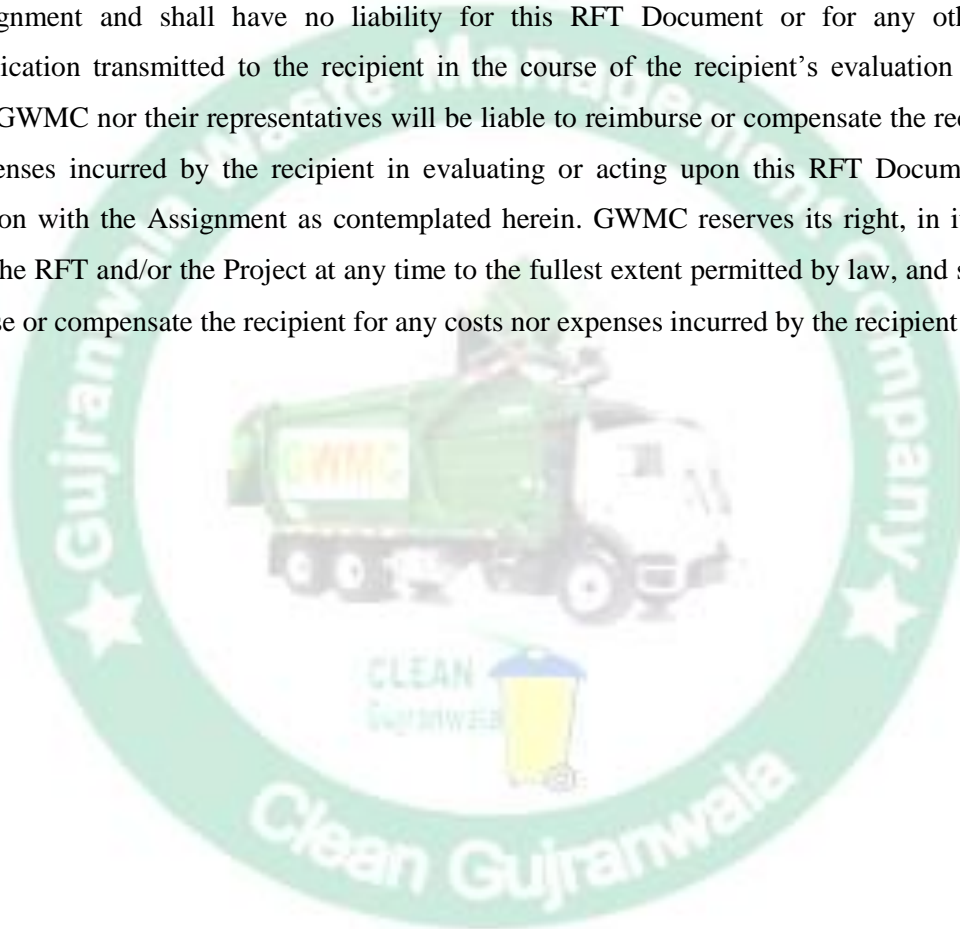 gnment and shall have no liability for this RFT Document or for any oth
ication transmitted to the recipient in the course of the recipient's evaluation
GWMC nor their representatives will be liable to reimburse or compensate the rec
enses incurred by the recipient in evaluating or acting upon this RFT Docum
on with the Assignment as contemplated herein. GWMC reserves its right, in i
he RFT and/or the Project at any time to the fullest extent permitted by law, and s
se or compensate the recipient for any costs nor expenses incurred by the recipient
Gujranwala Waste Management Company
GWMC
CLEAN
Gujranwala
Clean Gujranwala